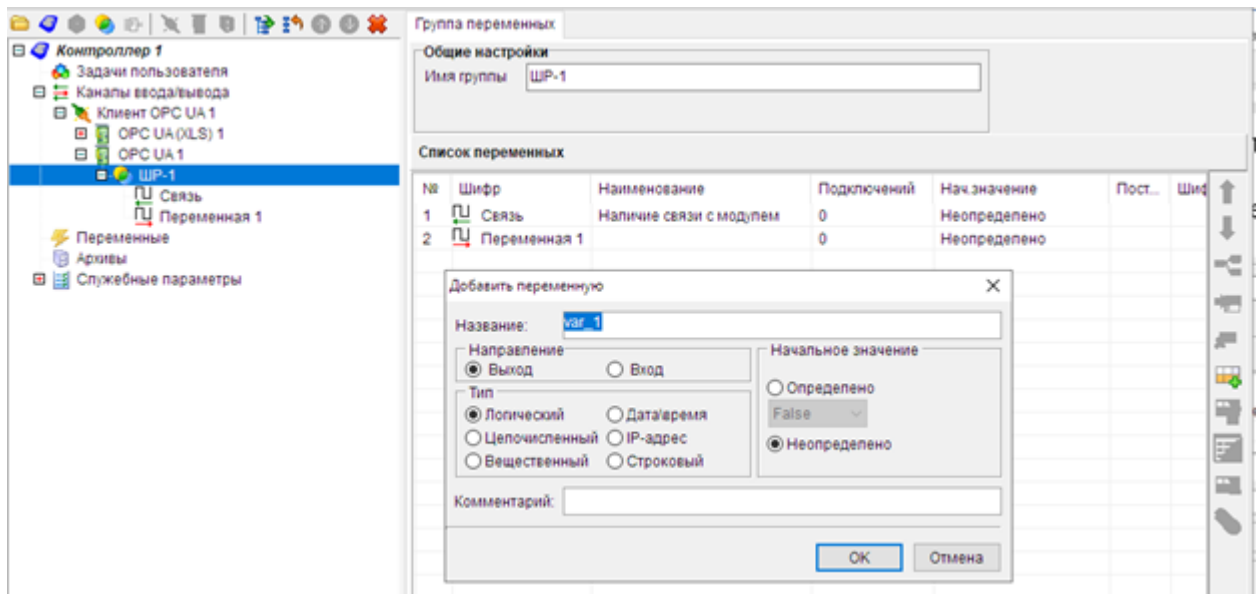 Группа переменных
Контроллер 1
Задачи пользователя
Каналы ввода/вывода
Клиент OPC UA 1
OPC UA (XLS) 1
OPC UA 1
ШР-1
Связь
Переменная 1
Переменные
Архивы
Служебные параметры
Общие настройки
Имя группы ШР-1
Список переменных
№ Шифр Наименование Подключений Нач.значение Пост... Шиф
1 Связь Наличие связи с модулем 0 Неопределено
2 Переменная 1 0 Неопределено
Добавить переменную
Название: var_1
Направление
Выход Вход
Тип
Логический Дата/время
Целочисленный IP-адрес
Вещественный Строковый
Начальное значение
Определено
False
Неопределено
Комментарий:
OK Отмена